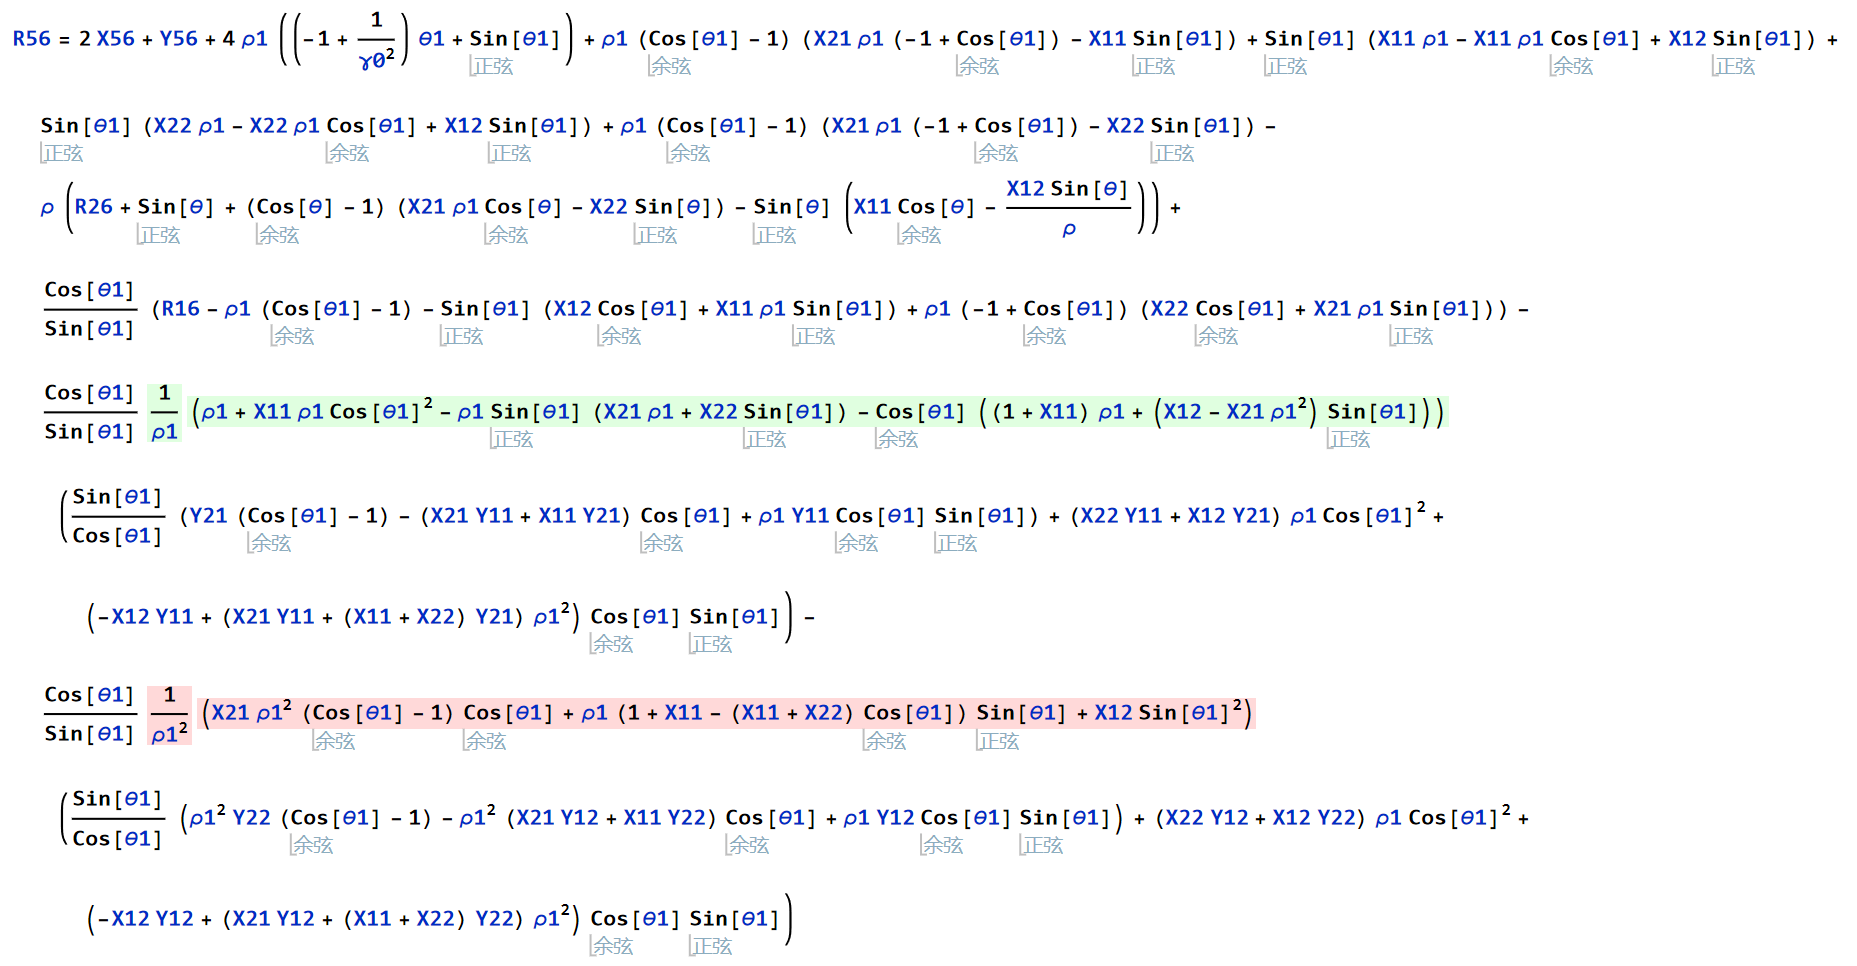 R56 = 2 X56 + Y56 + 4 ρ1 ((-1 + 1/γ0²) θ1 + Sin[θ1]) + ρ1 (Cos[θ1] - 1) (X21 ρ1 (-1 + Cos[θ1]) - X11 Sin[θ1]) + Sin[θ1] (X11 ρ1 - X11 ρ1 Cos[θ1] + X12 Sin[θ1]) +
正弦 余弦 余弦 正弦 正弦 余弦 正弦
Sin[θ1] (X22 ρ1 - X22 ρ1 Cos[θ1] + X12 Sin[θ1]) + ρ1 (Cos[θ1] - 1) (X21 ρ1 (-1 + Cos[θ1]) - X22 Sin[θ1]) -
正弦 余弦 正弦 余弦 余弦 正弦
ρ (R26 + Sin[θ] + (Cos[θ] - 1) (X21 ρ1 Cos[θ] - X22 Sin[θ]) - Sin[θ] (X11 Cos[θ] - X12 Sin[θ]/ρ)) +
正弦 余弦 余弦 正弦 正弦 余弦
Cos[θ1]/Sin[θ1] (R16 - ρ1 (Cos[θ1] - 1) - Sin[θ1] (X12 Cos[θ1] + X11 ρ1 Sin[θ1]) + ρ1 (-1 + Cos[θ1]) (X22 Cos[θ1] + X21 ρ1 Sin[θ1])) -
余弦 正弦 余弦 正弦 余弦 余弦 正弦
Cos[θ1]/Sin[θ1] 1/ρ1 (ρ1 + X11 ρ1 Cos[θ1]² - ρ1 Sin[θ1] (X21 ρ1 + X22 Sin[θ1]) - Cos[θ1] ((1 + X11) ρ1 + (X12 - X21 ρ1²) Sin[θ1]))
正弦 正弦 余弦 正弦
(Sin[θ1]/Cos[θ1] (Y21 (Cos[θ1] - 1) - (X21 Y11 + X11 Y21) Cos[θ1] + ρ1 Y11 Cos[θ1] Sin[θ1]) + (X22 Y11 + X12 Y21) ρ1 Cos[θ1]² +
余弦 余弦 余弦 正弦
(-X12 Y11 + (X21 Y11 + (X11 + X22) Y21) ρ1²) Cos[θ1] Sin[θ1]) -
余弦 正弦
Cos[θ1]/Sin[θ1] 1/ρ1² (X21 ρ1² (Cos[θ1] - 1) Cos[θ1] + ρ1 (1 + X11 - (X11 + X22) Cos[θ1]) Sin[θ1] + X12 Sin[θ1]²)
余弦 余弦 余弦 正弦
(Sin[θ1]/Cos[θ1] (ρ1² Y22 (Cos[θ1] - 1) - ρ1² (X21 Y12 + X11 Y22) Cos[θ1] + ρ1 Y12 Cos[θ1] Sin[θ1]) + (X22 Y12 + X12 Y22) ρ1 Cos[θ1]² +
余弦 余弦 余弦 正弦
(-X12 Y12 + (X21 Y12 + (X11 + X22) Y22) ρ1²) Cos[θ1] Sin[θ1])
余弦 正弦